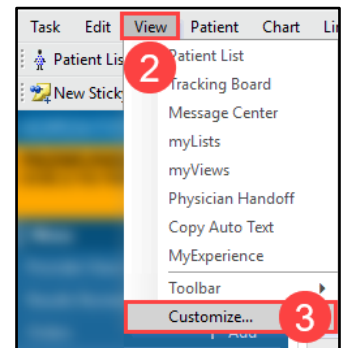 Task Edit View Patient Chart Lin
Patient Lis
2
Patient List
New Stick
Tracking Board
Message Center
myLists
myViews
Physician Handoff
Copy Auto Text
MyExperience
Toolbar
Customize... 3
Add